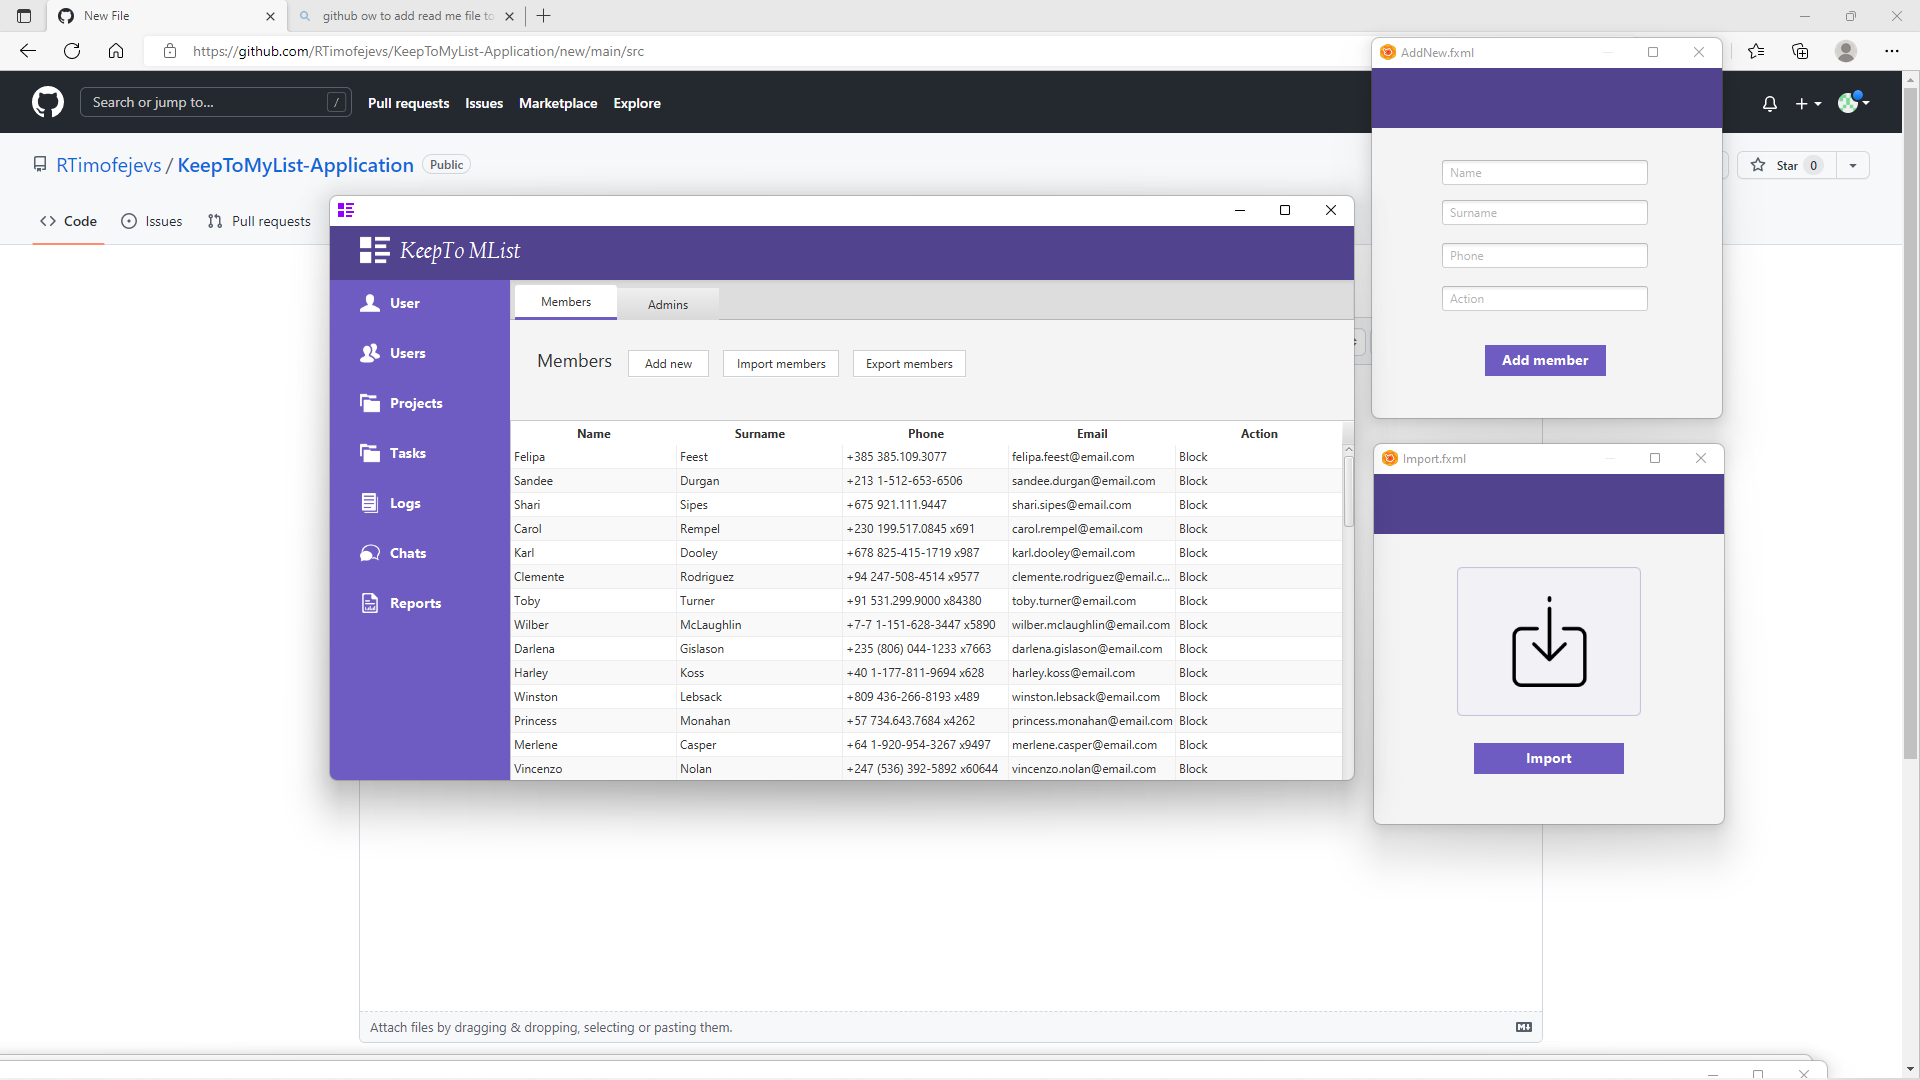 New File
github ow to add read me file to
https://github.com/RTimofejevs/KeepToMyList-Application/new/main/src
Search or jump to... /
Pull requests Issues Marketplace Explore
RTimofejevs / KeepToMyList-Application Public
Star 0
Code Issues Pull requests
KeepTo MList
User
Users
Projects
Tasks
Logs
Chats
Reports
Members Admins
Members Add new Import members Export members
Name Surname Phone Email Action
Felipa Feest +385 385.109.3077 felipa.feest@email.com Block
Sandee Durgan +213 1-512-653-6506 sandee.durgan@email.com Block
Shari Sipes +675 921.111.9447 shari.sipes@email.com Block
Carol Rempel +230 199.517.0845 x691 carol.rempel@email.com Block
Karl Dooley +678 825-415-1719 x987 karl.dooley@email.com Block
Clemente Rodriguez +94 247-508-4514 x9577 clemente.rodriguez@email.c... Block
Toby Turner +91 531.299.9000 x84380 toby.turner@email.com Block
Wilber McLaughlin +7-7 1-151-628-3447 x5890 wilber.mclaughlin@email.com Block
Darlena Gislason +235 (806) 044-1233 x7663 darlena.gislason@email.com Block
Harley Koss +40 1-177-811-9694 x628 harley.koss@email.com Block
Winston Lebsack +809 436-266-8193 x489 winston.lebsack@email.com Block
Princess Monahan +57 734.643.7684 x4262 princess.monahan@email.com Block
Merlene Casper +64 1-920-954-3267 x9497 merlene.casper@email.com Block
Vincenzo Nolan +247 (536) 392-5892 x60644 vincenzo.nolan@email.com Block
AddNew.fxml
Name
Surname
Phone
Action
Add member
Import.fxml
Import
Attach files by dragging & dropping, selecting or pasting them.